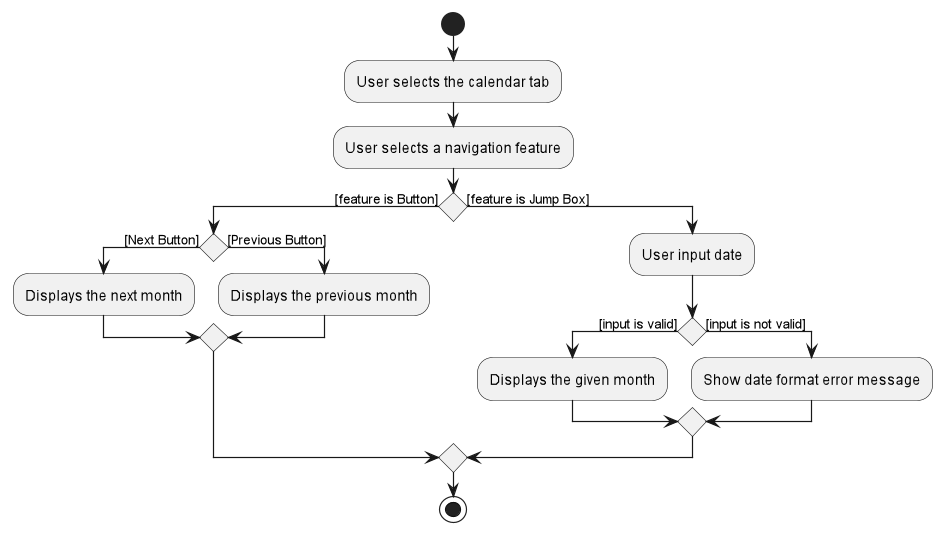 User selects the calendar tab
User selects a navigation feature
[feature is Button]
[feature is Jump Box]
[Next Button]
[Previous Button]
Displays the next month
Displays the previous month
User input date
[input is valid]
[input is not valid]
Displays the given month
Show date format error message